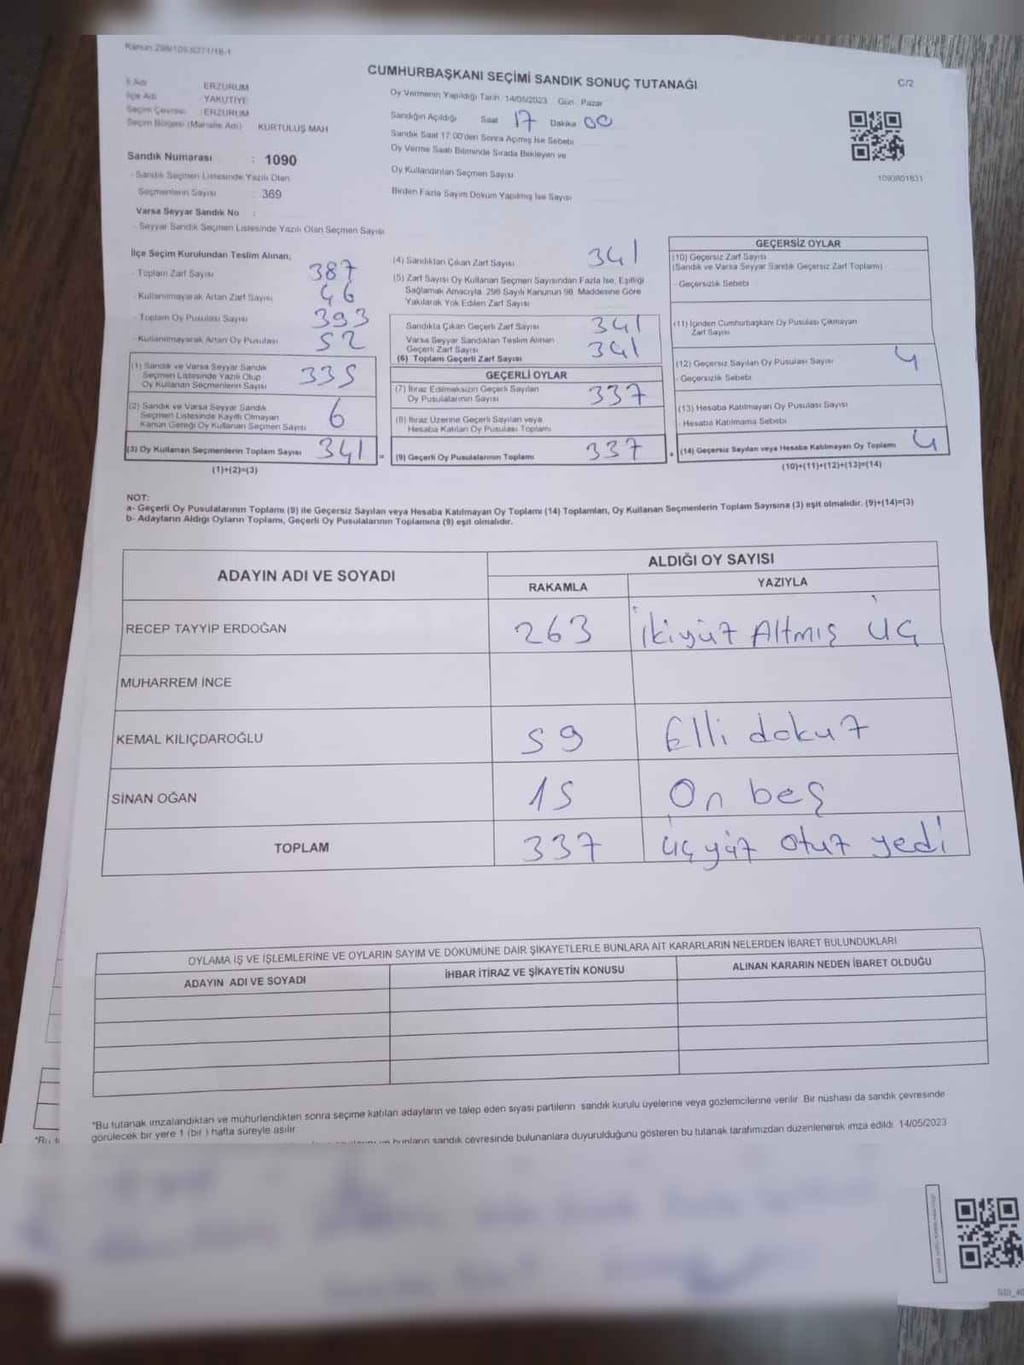 Kanun 298/105-6271/18-1
CUMHURBAŞKANI SEÇİMİ SANDIK SONUÇ TUTANAĞI
C/2
İl Adı ERZURUM
İlçe Adı YAKUTİYE
Seçim Çevresi : ERZURUM
Seçim Bölgesi (Mahalle Adı) KURTULUŞ MAH
Sandık Numarası : 1090
- Sandık Seçmen Listesinde Yazılı Olan
Seçmenlerin Sayısı : 369
Varsa Seyyar Sandık No :
- Seyyar Sandık Seçmen Listesinde Yazılı Olan Seçmen Sayısı
Oy Vermenin Yapıldığı Tarih 14/05/2023 Gün : Pazar
Sandığın Açıldığı Saat 17 Dakika 00
Sandık Saat 17:00'den Sonra Açmış İse Sebebi
Oy Verme Saati Bitiminde Sırada Bekleyen ve
Oy Kullandırılan Seçmen Sayısı
Birden Fazla Sayım Döküm Yapılmış İse Sayısı
1093801831
İlçe Seçim Kurulundan Teslim Alınan;
- Toplam Zarf Sayısı 387
- Kullanılmayarak Artan Zarf Sayısı 46
- Toplam Oy Pusulası Sayısı 393
- Kullanılmayarak Artan Oy Pusulası 52
(1) Sandık ve Varsa Seyyar Sandık
Seçmen Listesinde Yazılı Olup
Oy Kullanan Seçmenlerin Sayısı 335
(2) Sandık ve Varsa Seyyar Sandık
Seçmen Listesinde Kayıtlı Olmayan
Kanun Gereği Oy Kullanan Seçmen Sayısı 6
(3) Oy Kullanan Seçmenlerin Toplam Sayısı 341
(1)+(2)=(3)
(4) Sandıktan Çıkan Zarf Sayısı 341
(5) Zarf Sayısı Oy Kullanan Seçmen Sayısından Fazla İse, Eşitliği
Sağlamak Amacıyla, 298 Sayılı Kanunun 98. Maddesine Göre
Yakılarak Yok Edilen Zarf Sayısı
Sandıkta Çıkan Geçerli Zarf Sayısı 341
Varsa Seyyar Sandıktan Teslim Alınan
Geçerli Zarf Sayısı
(6) Toplam Geçerli Zarf Sayısı 341
GEÇERLİ OYLAR
(7) İtiraz Edilmeksizin Geçerli Sayılan
Oy Pusulalarının Sayısı 337
(8) İtiraz Üzerine Geçerli Sayılan veya
Hesaba Katılan Oy Pusulası Toplamı
= (9) Geçerli Oy Pusulalarının Toplamı 337
GEÇERSİZ OYLAR
(10) Geçersiz Zarf Sayısı
(Sandık ve Varsa Seyyar Sandık Geçersiz Zarf Toplamı)
- Geçersizlik Sebebi
(11) İçinden Cumhurbaşkanı Oy Pusulası Çıkmayan
Zarf Sayısı
(12) Geçersiz Sayılan Oy Pusulası Sayısı 4
- Geçersizlik Sebebi
(13) Hesaba Katılmayan Oy Pusulası Sayısı
- Hesaba Katılmama Sebebi
+ (14) Geçersiz Sayılan veya Hesaba Katılmayan Oy Toplamı 4
(10)+(11)+(12)+(13)=(14)
NOT:
a- Geçerli Oy Pusulalarının Toplamı (9) ile Geçersiz Sayılan veya Hesaba Katılmayan Oy Toplamı (14) Toplamları, Oy Kullanan Seçmenlerin Toplam Sayısına (3) eşit olmalıdır. (9)+(14)=(3)
b- Adayların Aldığı Oyların Toplamı, Geçerli Oy Pusulalarının Toplamına (9) eşit olmalıdır.
ADAYIN ADI VE SOYADI
ALDIĞI OY SAYISI
RAKAMLA YAZIYLA
RECEP TAYYİP ERDOĞAN 263 ikiyüz Altmış üç
MUHARREM İNCE
KEMAL KILIÇDAROĞLU 59 Elli dokuz
SİNAN OĞAN 15 On beş
TOPLAM 337 üçyüz otuz yedi
OYLAMA İŞ VE İŞLEMLERİNE VE OYLARIN SAYIM VE DÖKÜMÜNE DAİR ŞİKAYETLERLE BUNLARA AİT KARARLARIN NELERDEN İBARET BULUNDUKLARI
ADAYIN ADI VE SOYADI İHBAR İTİRAZ VE ŞİKAYETİN KONUSU ALINAN KARARIN NEDEN İBARET OLDUĞU
*Bu tutanak imzalandıktan ve mühürlendikten sonra seçime katılan adayların ve talep eden siyasi partilerin sandık kurulu üyelerine veya gözlemcilerine verilir. Bir nüshası da sandık çevresinde
görülecek bir yere 1 (bir ) hafta süreyle asılır.
bunların sandık çevresinde bulunanlara duyurulduğunu gösteren bu tutanak tarafımızdan düzenlenerek imza edildi. 14/05/2023